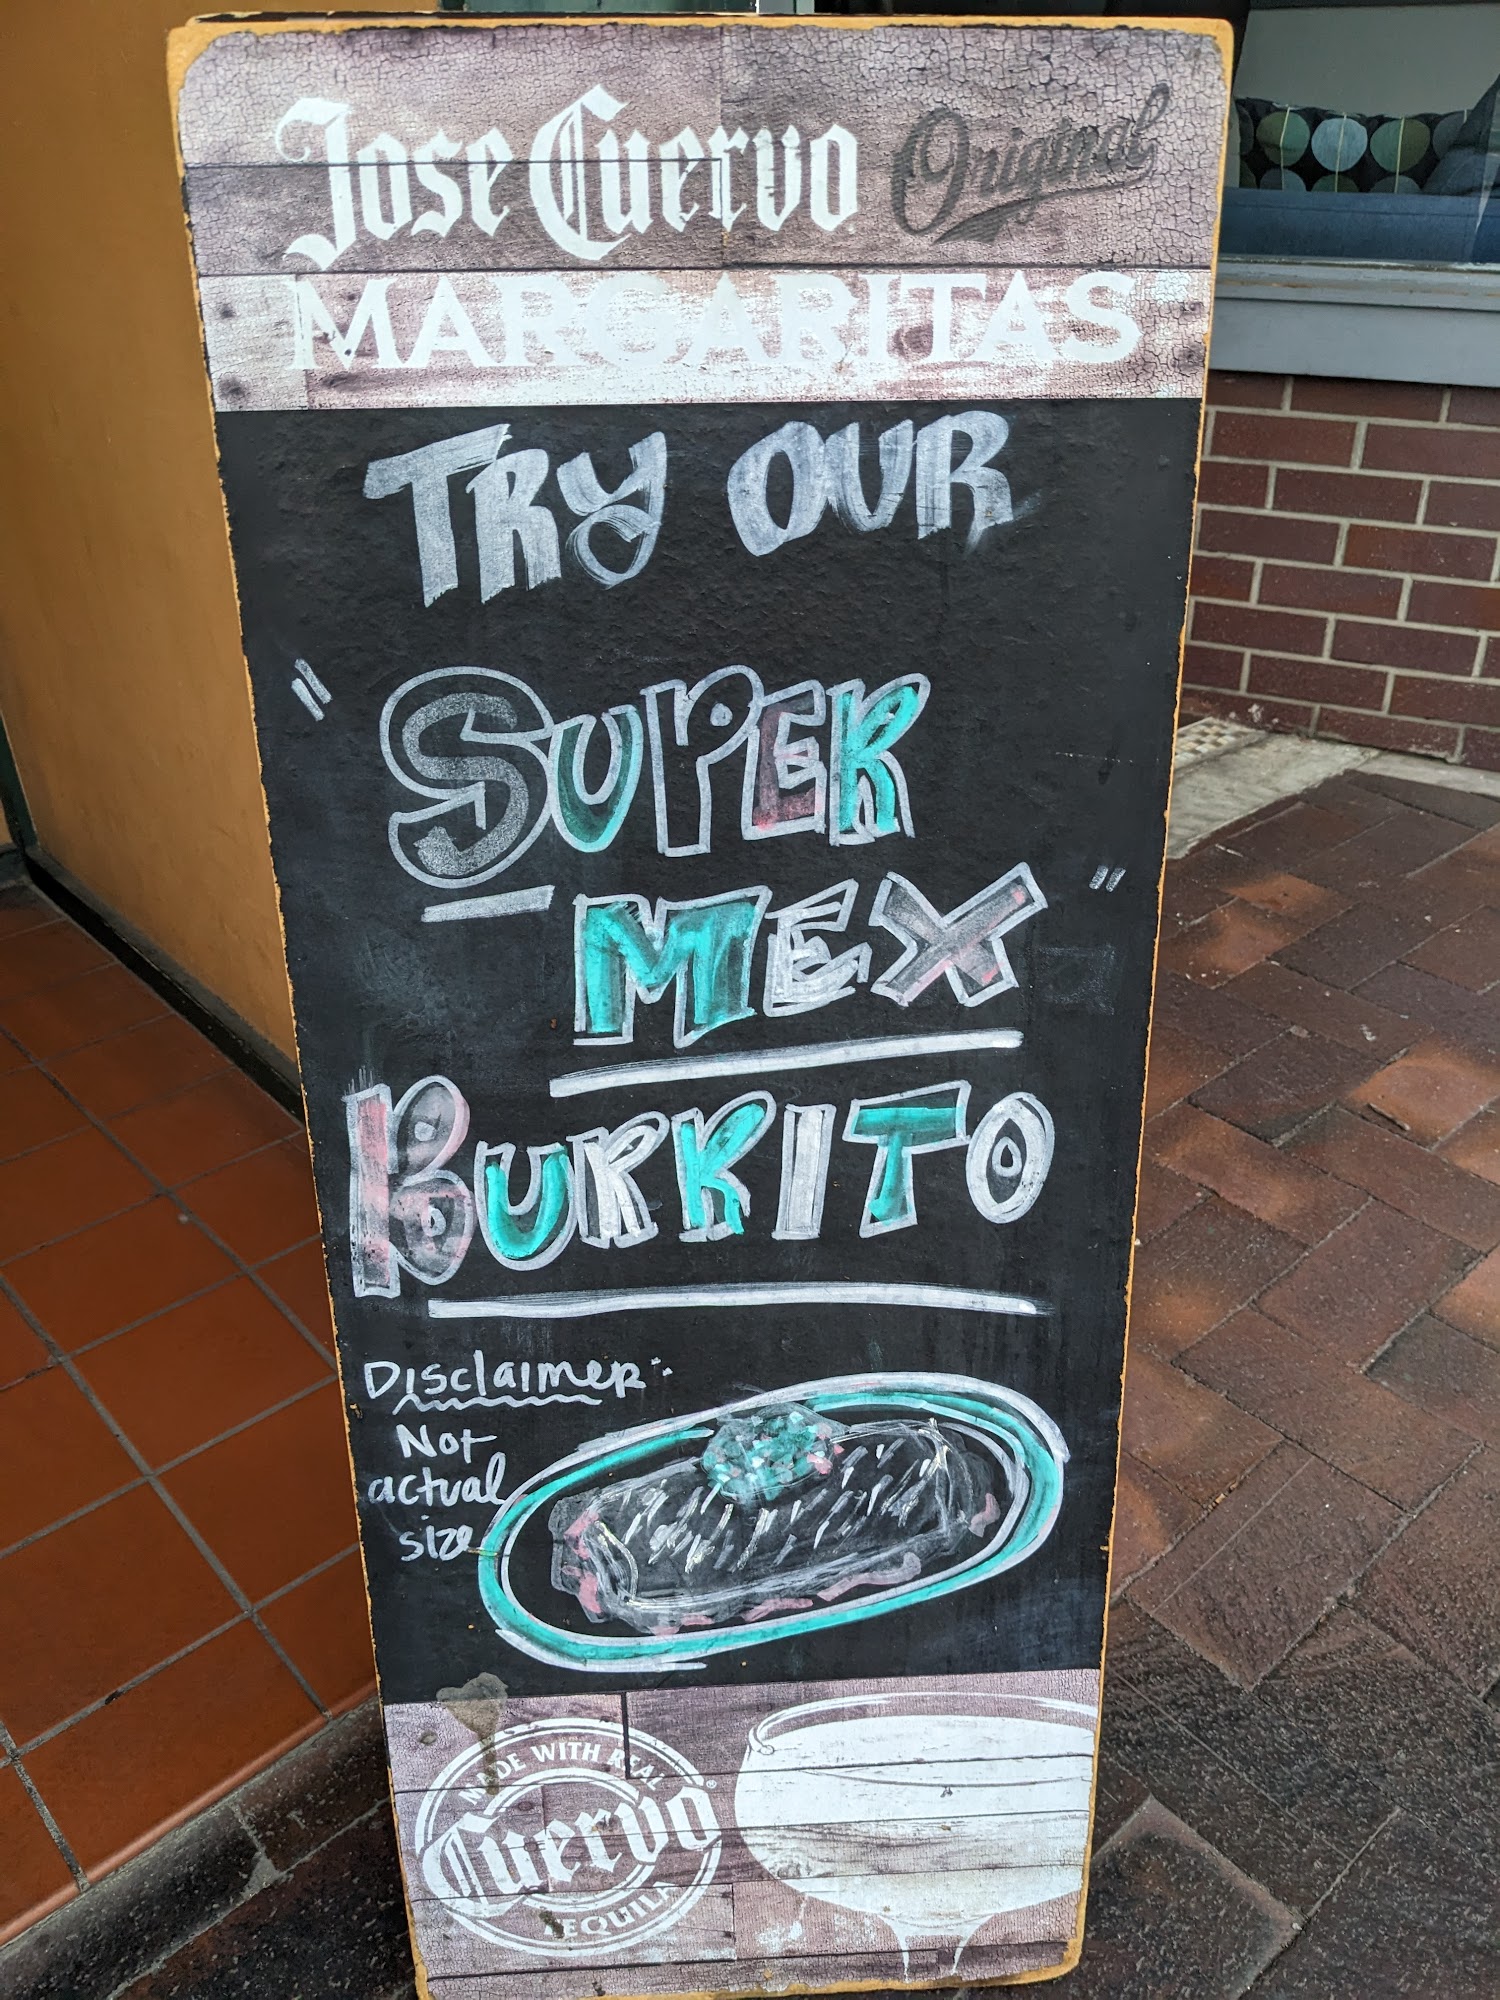 Jose Cuervo Original
MARGARITAS
TRY OUR
"SUPER
MEX"
BURRITO
Disclaimer:
Not
actual
size
MADE WITH REAL
Cuervo®
TEQUILA